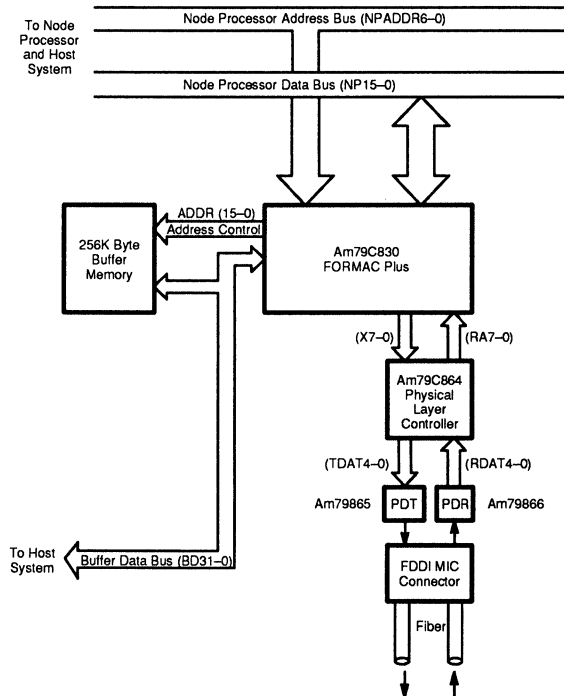 To Node
Processor
and Host
System
Node Processor Address Bus (NPADDR6–0)
Node Processor Data Bus (NP15–0)
256K Byte
Buffer
Memory
ADDR (15–0)
Address Control
Am79C830
FORMAC Plus
(X7–0)
(RA7–0)
Am79C864
Physical
Layer
Controller
(TDAT4–0)
(RDAT4–0)
Am79865
PDT
PDR
Am79866
To Host
System
Buffer Data Bus (BD31–0)
FDDI MIC
Connector
Fiber